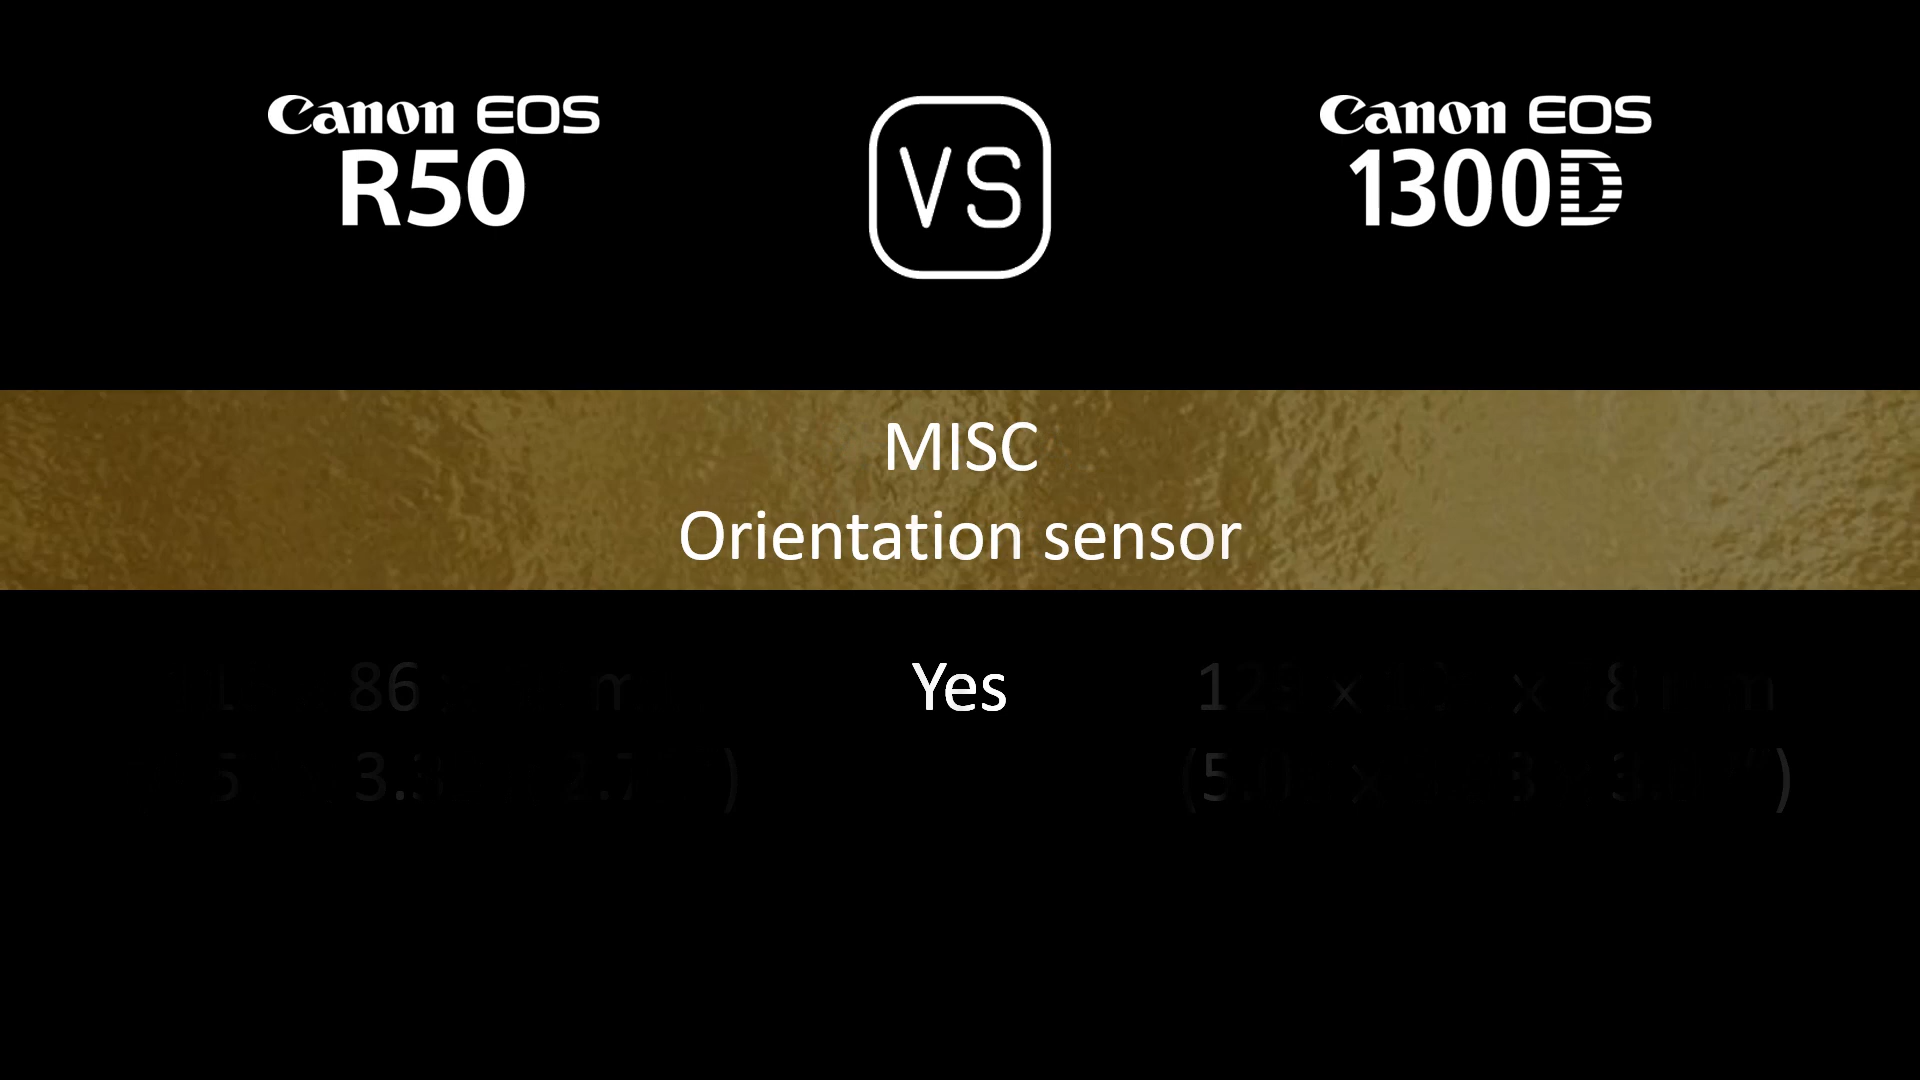 Canon EOS
R50
VS
Canon EOS
1300D
MISC
Orientation sensor
Yes